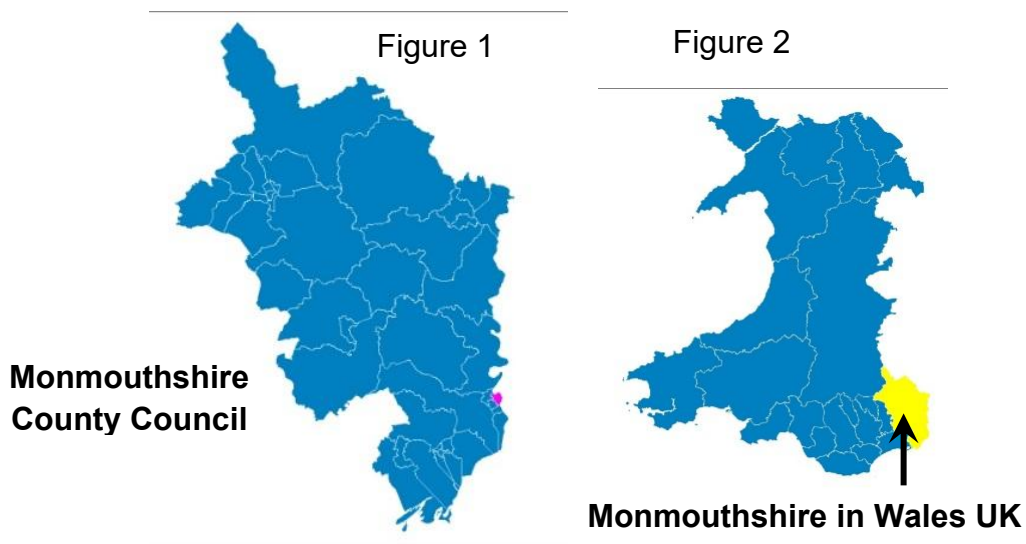 Figure 1
Figure 2
Monmouthshire
County Council
Monmouthshire in Wales UK